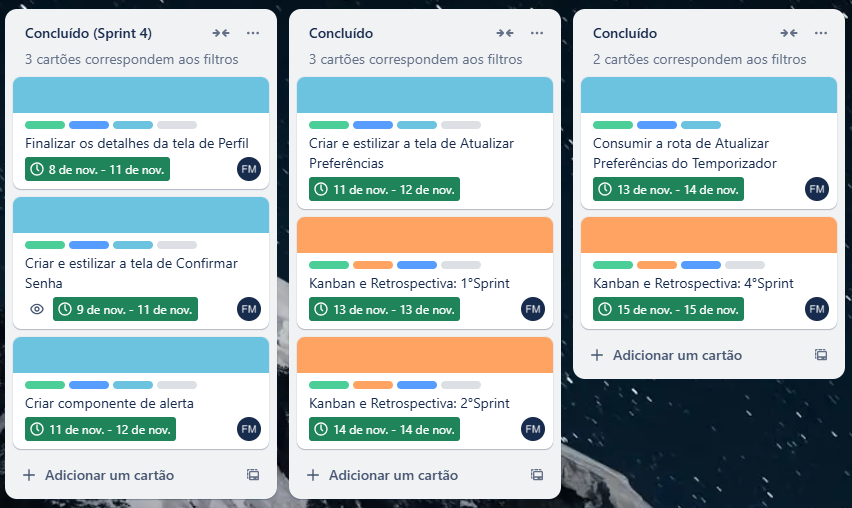 Concluído (Sprint 4)
3 cartões correspondem aos filtros
Finalizar os detalhes da tela de Perfil
8 de nov. - 11 de nov.
FM
Criar e estilizar a tela de Confirmar
Senha
9 de nov. - 11 de nov.
FM
Criar componente de alerta
11 de nov. - 12 de nov.
FM
Adicionar um cartão
Concluído
3 cartões correspondem aos filtros
Criar e estilizar a tela de Atualizar
Preferências
11 de nov. - 12 de nov.
Kanban e Retrospectiva: 1°Sprint
13 de nov. - 13 de nov.
FM
Kanban e Retrospectiva: 2°Sprint
14 de nov. - 14 de nov.
FM
Adicionar um cartão
Concluído
2 cartões correspondem aos filtros
Consumir a rota de Atualizar
Preferências do Temporizador
13 de nov. - 14 de nov.
FM
Kanban e Retrospectiva: 4°Sprint
15 de nov. - 15 de nov.
FM
Adicionar um cartão